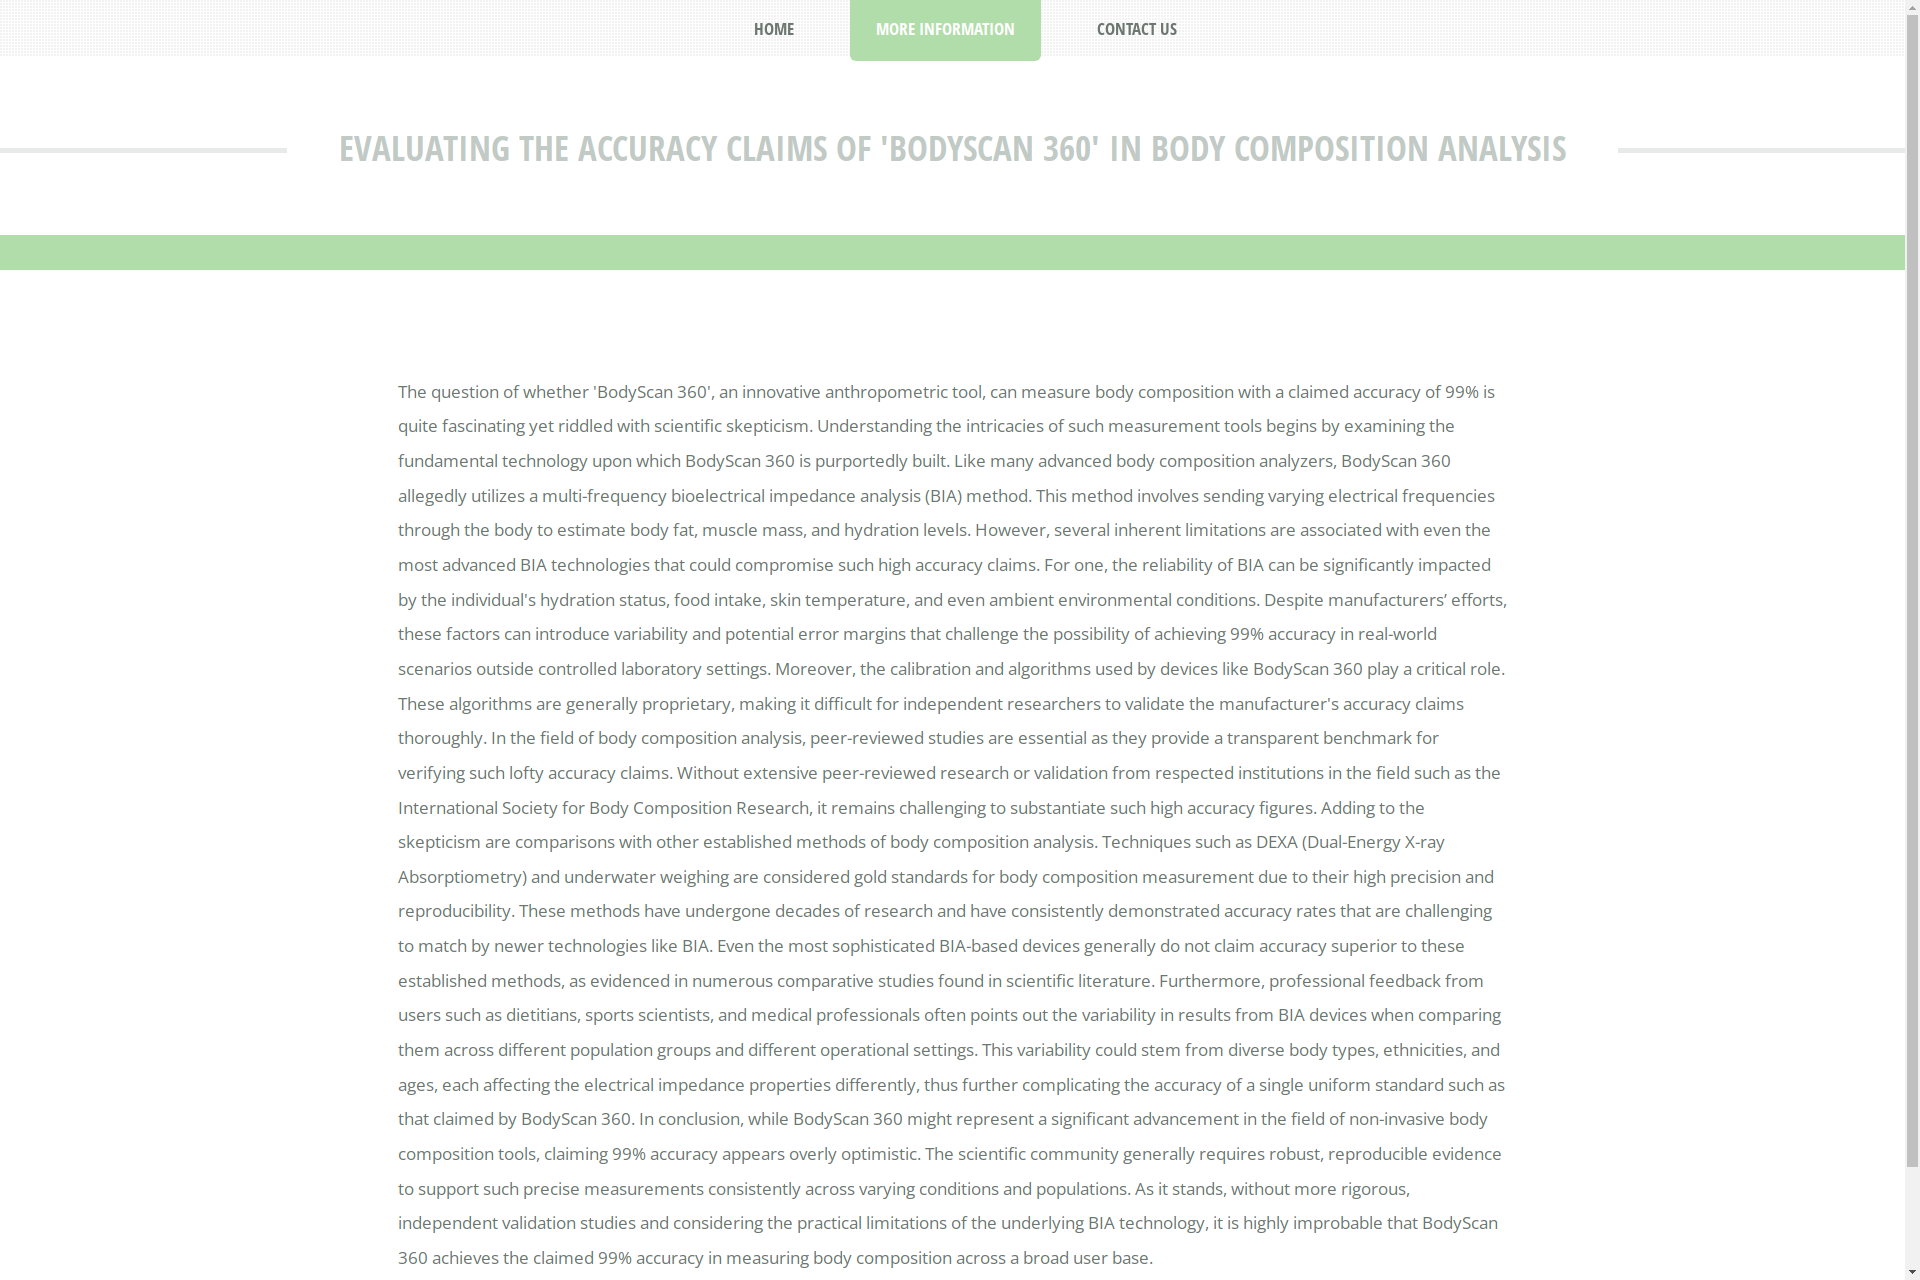 HOME
MORE INFORMATION
CONTACT US
EVALUATING THE ACCURACY CLAIMS OF 'BODYSCAN 360' IN BODY COMPOSITION ANALYSIS
The question of whether 'BodyScan 360', an innovative anthropometric tool, can measure body composition with a claimed accuracy of 99% is
quite fascinating yet riddled with scientific skepticism. Understanding the intricacies of such measurement tools begins by examining the
fundamental technology upon which BodyScan 360 is purportedly built. Like many advanced body composition analyzers, BodyScan 360
allegedly utilizes a multi-frequency bioelectrical impedance analysis (BIA) method. This method involves sending varying electrical frequencies
through the body to estimate body fat, muscle mass, and hydration levels. However, several inherent limitations are associated with even the
most advanced BIA technologies that could compromise such high accuracy claims. For one, the reliability of BIA can be significantly impacted
by the individual's hydration status, food intake, skin temperature, and even ambient environmental conditions. Despite manufacturers’ efforts,
these factors can introduce variability and potential error margins that challenge the possibility of achieving 99% accuracy in real-world
scenarios outside controlled laboratory settings. Moreover, the calibration and algorithms used by devices like BodyScan 360 play a critical role.
These algorithms are generally proprietary, making it difficult for independent researchers to validate the manufacturer's accuracy claims
thoroughly. In the field of body composition analysis, peer-reviewed studies are essential as they provide a transparent benchmark for
verifying such lofty accuracy claims. Without extensive peer-reviewed research or validation from respected institutions in the field such as the
International Society for Body Composition Research, it remains challenging to substantiate such high accuracy figures. Adding to the
skepticism are comparisons with other established methods of body composition analysis. Techniques such as DEXA (Dual-Energy X-ray
Absorptiometry) and underwater weighing are considered gold standards for body composition measurement due to their high precision and
reproducibility. These methods have undergone decades of research and have consistently demonstrated accuracy rates that are challenging
to match by newer technologies like BIA. Even the most sophisticated BIA-based devices generally do not claim accuracy superior to these
established methods, as evidenced in numerous comparative studies found in scientific literature. Furthermore, professional feedback from
users such as dietitians, sports scientists, and medical professionals often points out the variability in results from BIA devices when comparing
them across different population groups and different operational settings. This variability could stem from diverse body types, ethnicities, and
ages, each affecting the electrical impedance properties differently, thus further complicating the accuracy of a single uniform standard such as
that claimed by BodyScan 360. In conclusion, while BodyScan 360 might represent a significant advancement in the field of non-invasive body
composition tools, claiming 99% accuracy appears overly optimistic. The scientific community generally requires robust, reproducible evidence
to support such precise measurements consistently across varying conditions and populations. As it stands, without more rigorous,
independent validation studies and considering the practical limitations of the underlying BIA technology, it is highly improbable that BodyScan
360 achieves the claimed 99% accuracy in measuring body composition across a broad user base.